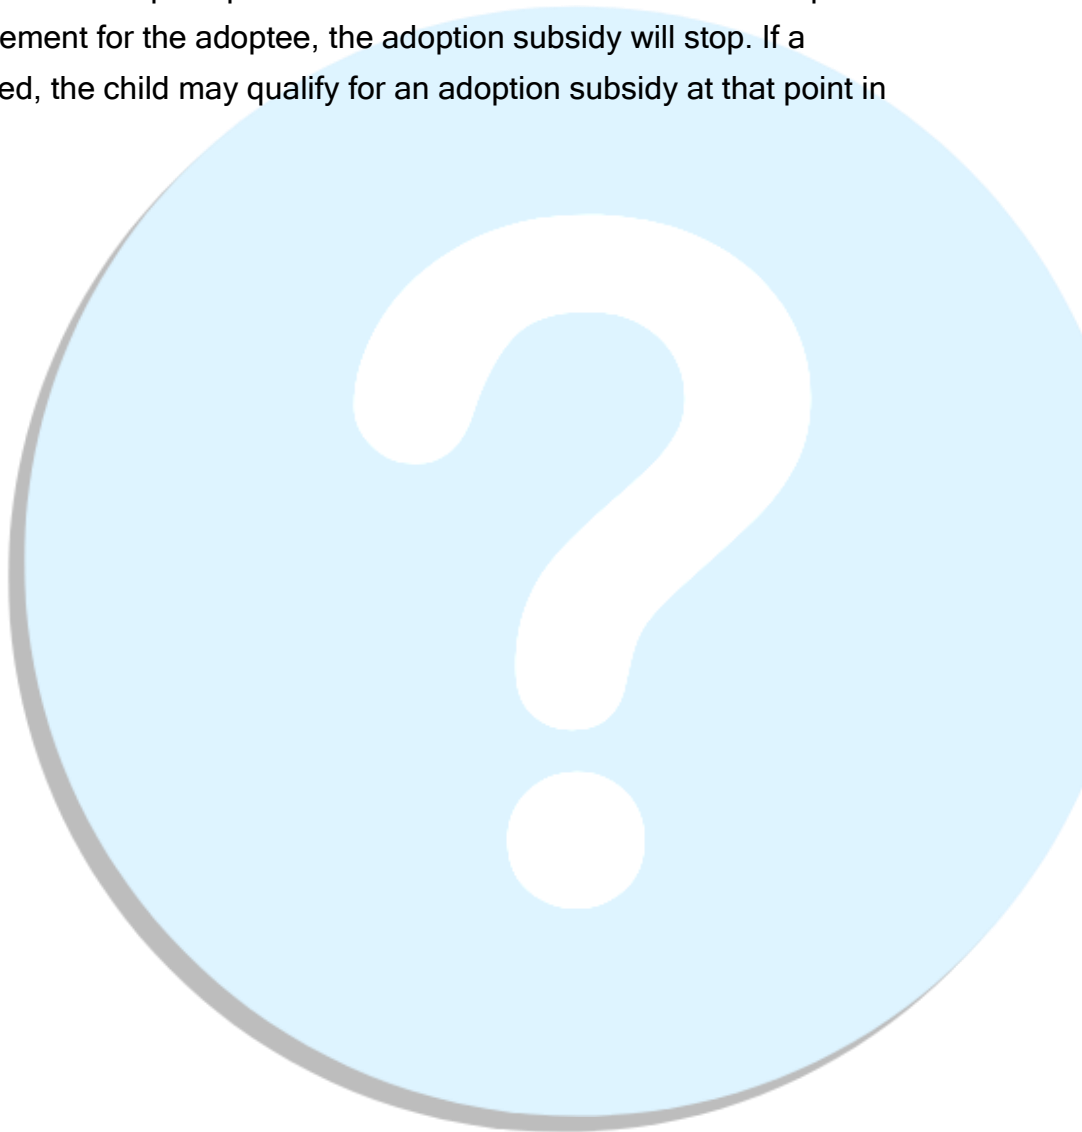 ement for the adoptee, the adoption subsidy will stop. If a
ed, the child may qualify for an adoption subsidy at that point in
?